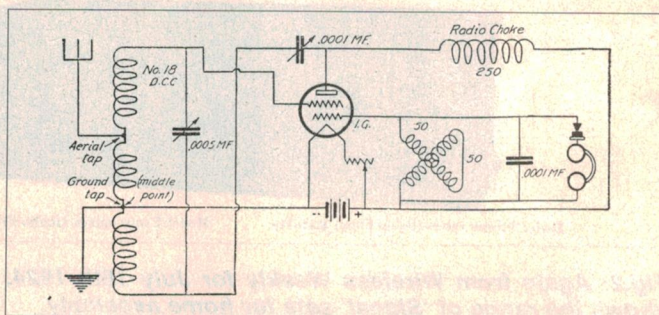 .0001 MF.
Radio Choke
250
No. 18
D.C.C
.0005 MF
I.G.
50
50
.0001 MF
Aerial
tap
Ground
tap
(middle
point)
- - +